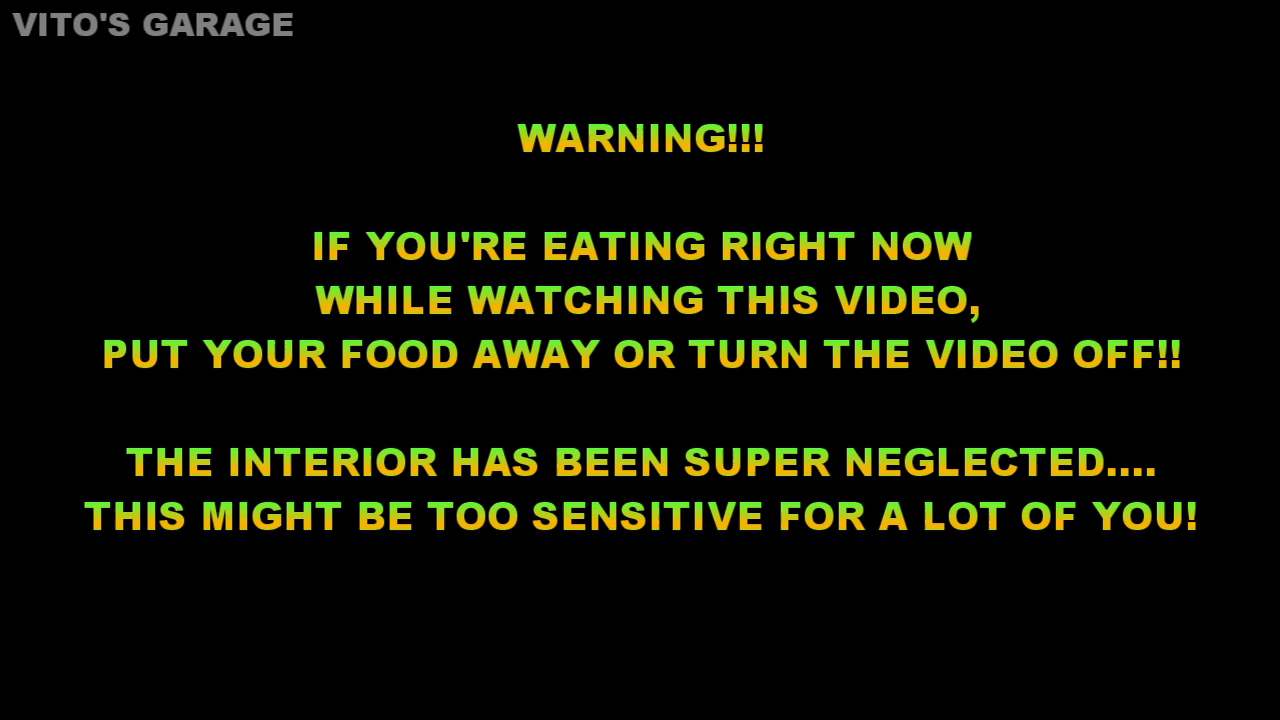 VITO'S GARAGE
WARNING!!!
IF YOU'RE EATING RIGHT NOW
WHILE WATCHING THIS VIDEO,
PUT YOUR FOOD AWAY OR TURN THE VIDEO OFF!!
THE INTERIOR HAS BEEN SUPER NEGLECTED....
THIS MIGHT BE TOO SENSITIVE FOR A LOT OF YOU!